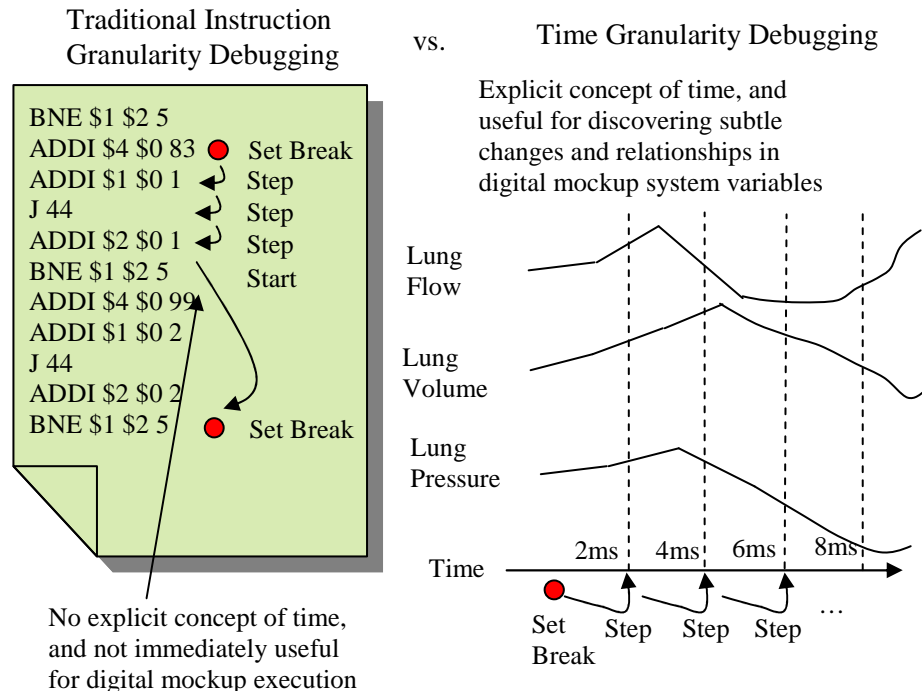 Traditional Instruction
Granularity Debugging
vs.
Time Granularity Debugging
BNE $1 $2 5
ADDI $4 $0 83
ADDI $1 $0 1
J 44
ADDI $2 $0 1
BNE $1 $2 5
ADDI $4 $0 99
ADDI $1 $0 2
J 44
ADDI $2 $0 2
BNE $1 $2 5
Set Break
Step
Step
Step
Start
Set Break
No explicit concept of time,
and not immediately useful
for digital mockup execution
Explicit concept of time, and
useful for discovering subtle
changes and relationships in
digital mockup system variables
Lung
Flow
Lung
Volume
Lung
Pressure
2ms 4ms 6ms 8ms
Time
Set
Break
Step Step Step ...